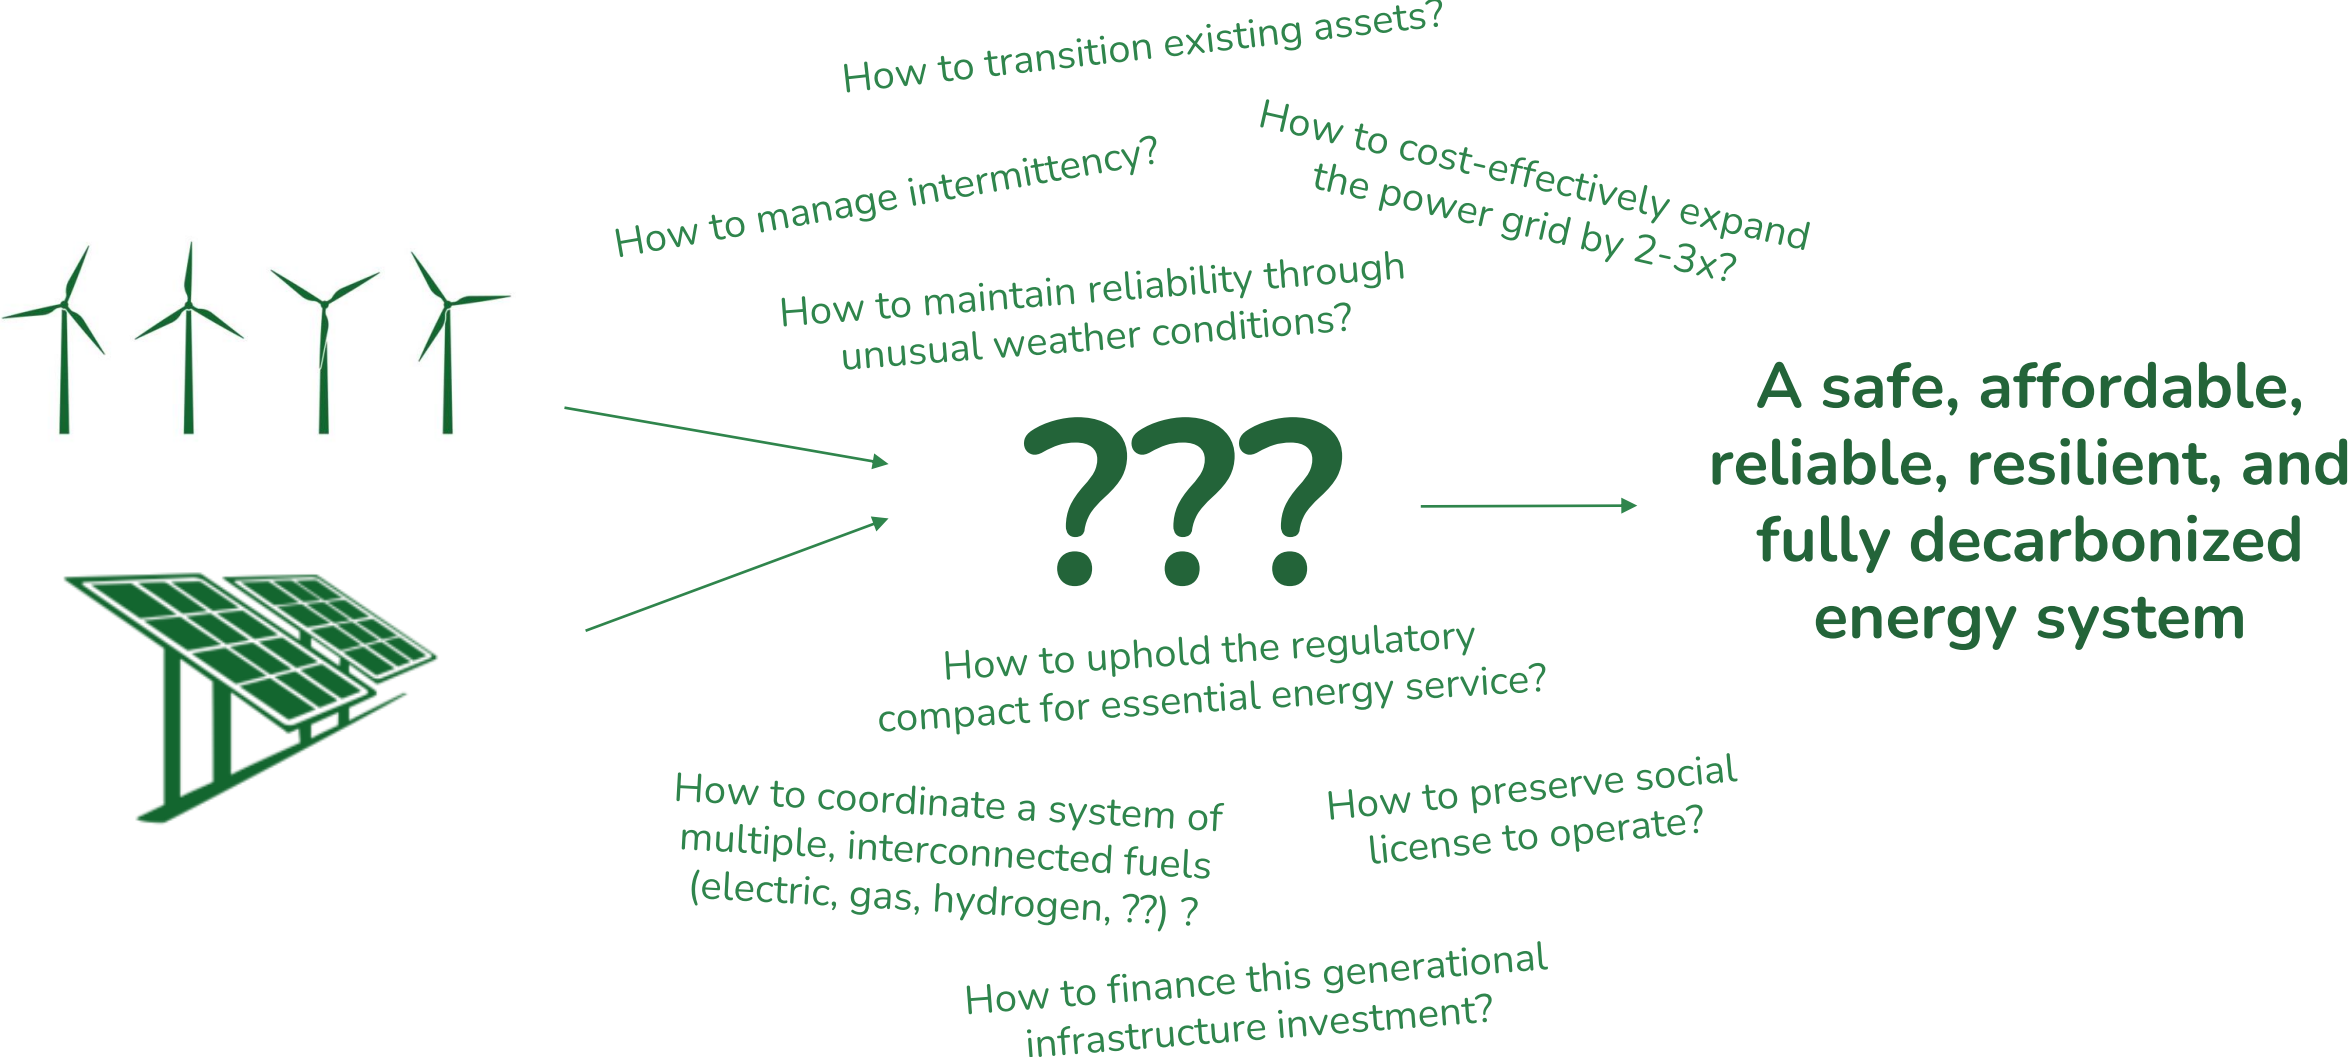 How to transition existing assets?
How to cost-effectively expand
the power grid by 2-3x?
How to manage intermittency?
How to maintain reliability through
unusual weather conditions?
???
A safe, affordable,
reliable, resilient, and
fully decarbonized
energy system
How to uphold the regulatory
compact for essential energy service?
How to coordinate a system of
multiple, interconnected fuels
(electric, gas, hydrogen, ??) ?
How to preserve social
license to operate?
How to finance this generational
infrastructure investment?